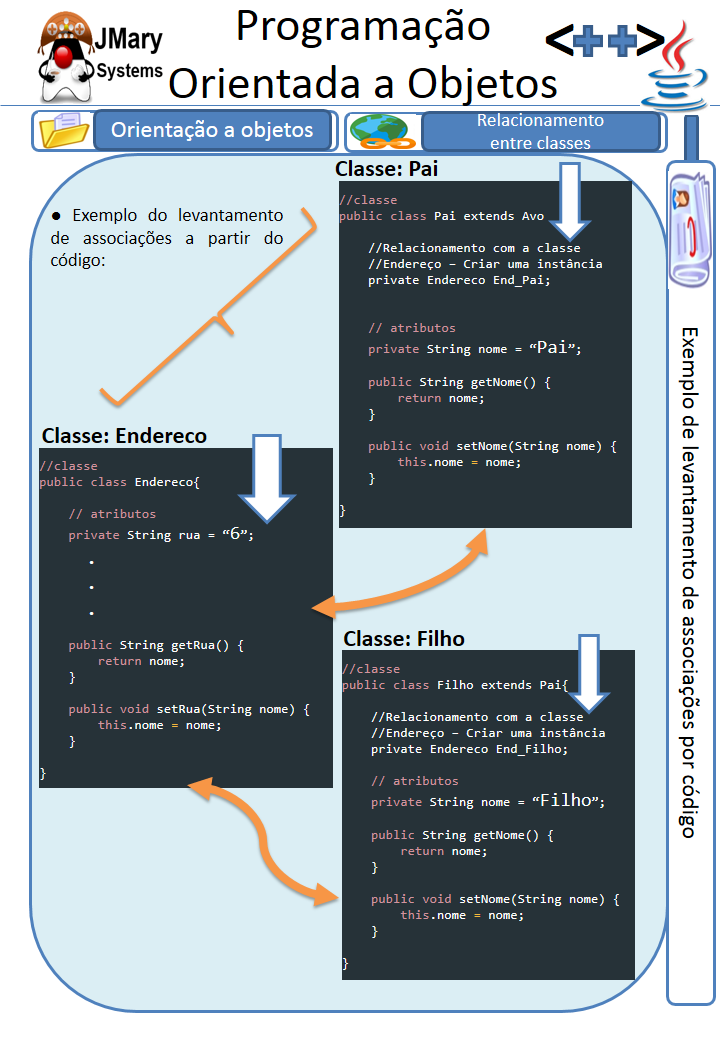 JMary
Systems
Programação
Orientada a Objetos
<++>
Orientação a objetos
Relacionamento
entre classes
● Exemplo do levantamento
de associações a partir do
código:
Classe: Pai
//classe
public class Pai extends Avo
//Relacionamento com a classe
//Endereço – Criar uma instância
private Endereco End_Pai;
// atributos
private String nome = “Pai”;
public String getNome() {
return nome;
}
public void setNome(String nome) {
this.nome = nome;
}
}
Classe: Endereco
//classe
public class Endereco{
// atributos
private String rua = “6”;
.
.
.
public String getRua() {
return nome;
}
public void setRua(String nome) {
this.nome = nome;
}
}
Classe: Filho
//classe
public class Filho extends Pai{
//Relacionamento com a classe
//Endereço – Criar uma instância
private Endereco End_Filho;
// atributos
private String nome = “Filho”;
public String getNome() {
return nome;
}
public void setNome(String nome) {
this.nome = nome;
}
}
Exemplo de levantamento de associações por código